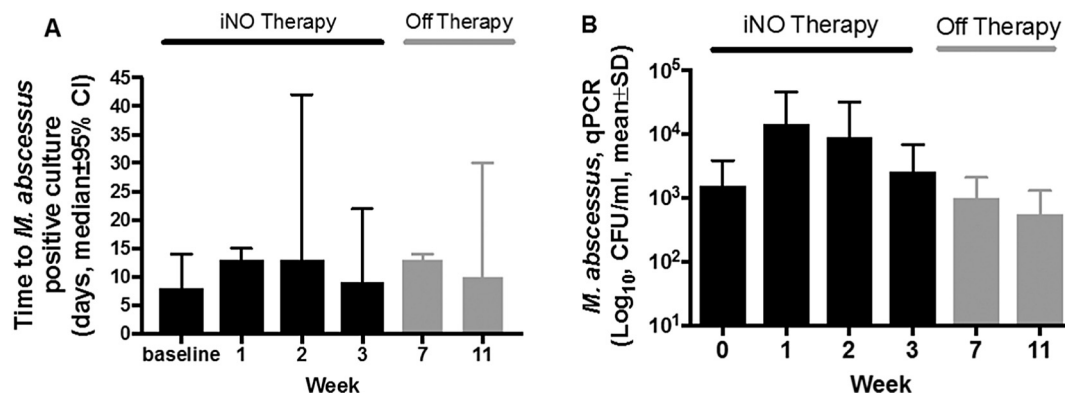 A
iNO Therapy
Off Therapy
Time to M. abscessus
positive culture
(days, median±95% CI)
45
40
35
30
25
20
15
10
5
0
baseline 1 2 3 7 11
Week
B
iNO Therapy
Off Therapy
M. abscessus, qPCR
(Log10, CFU/ml, mean±SD)
10^5
10^4
10^3
10^2
10^1
0 1 2 3 7 11
Week